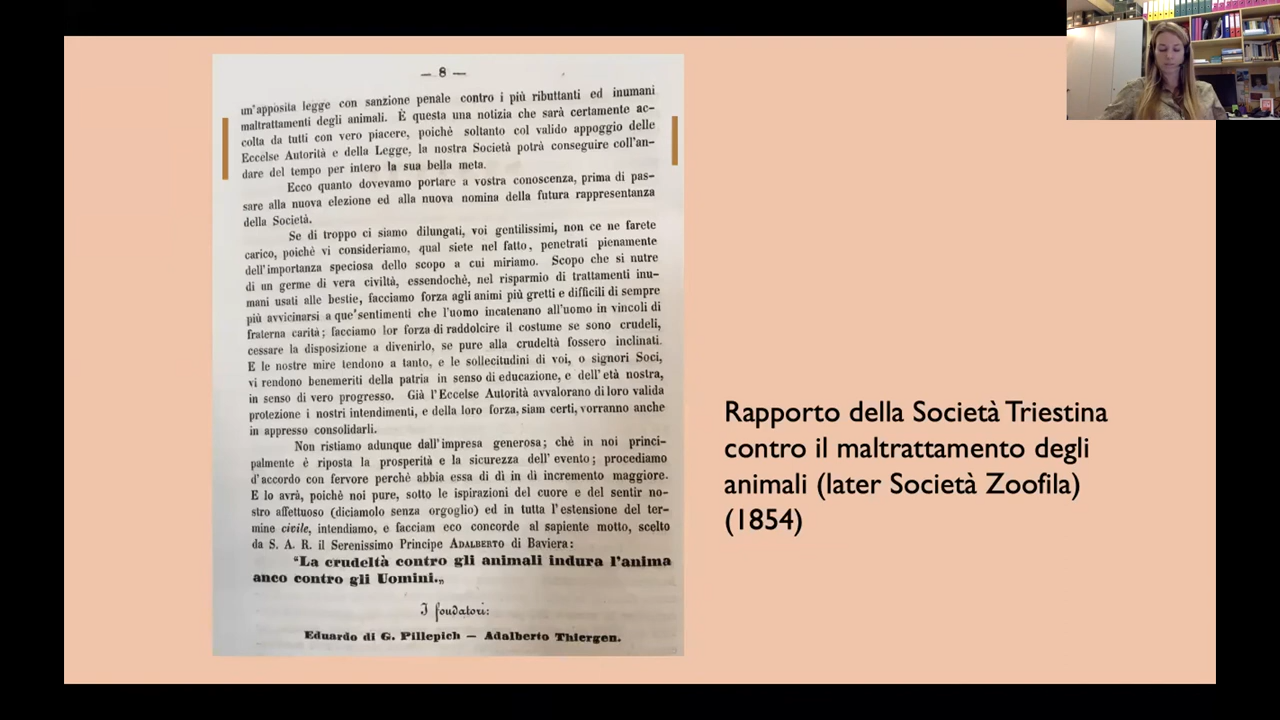 — 8 —
un'apposita legge con sanzione penale contro i più ributtanti ed inumani
maltrattamenti degli animali. È questa una notizia che sarà certamente ac-
colta da tutti con vero piacere, poichè soltanto col valido appoggio delle
Eccelse Autorità e della Legge, la nostra Società potrà conseguire coll'an-
dare del tempo per intero la sua bella meta.
Ecco quanto dovevamo portare a vostra conoscenza, prima di pas-
sare alla nuova elezione ed alla nuova nomina della futura rappresentanza
della Società.
Se di troppo ci siamo dilungati, voi gentilissimi, non ce ne farete
carico, poichè vi consideriamo, qual siete nel fatto, penetrati pienamente
dell'importanza speciosa dello scopo a cui miriamo. Scopo che si nutre
di un germe di vera civiltà, essendochè, nel risparmio di trattamenti inu-
mani usati alle bestie, facciamo forza agli animi più gretti e difficili di sempre
più avvicinarsi a que' sentimenti che l'uomo incatenano all'uomo in vincoli di
fraterna carità; facciamo lor forza di raddolcire il costume se sono crudeli,
cessare la disposizione a divenirlo, se pure alla crudeltà fossero inclinati.
E le nostre mire tendono a tanto, e le sollecitudini di voi, o signori Soci,
vi rendono benemeriti della patria in senso di educazione, e dell'età nostra,
in senso di vero progresso. Già l'Eccelse Autorità avvalorano di loro valida
protezione i nostri intendimenti, e della loro forza, siam certi, vorranno anche
in appresso consolidarli.
Non ristiamo adunque dall'impresa generosa; chè in noi princi-
palmente è riposta la prosperità e la sicurezza dell'evento; procediamo
d'accordo con fervore perchè abbia essa di dì in dì incremento maggiore.
E lo avrà, poichè noi pure, sotto le ispirazioni del cuore e del sentir no-
stro affettuoso (diciamolo senza orgoglio) ed in tutta l'estensione del ter-
mine civile, intendiamo, e facciam eco concorde al sapiente motto, scelto
da S. A. R. il Serenissimo Principe ADALBERTO di Baviera:
"La crudeltà contro gli animali indura l'anima
anco contro gli Uomini.„
I fondatori:
Eduardo di G. Pillepich — Adalberto Thiergen.
Rapporto della Società Triestina
contro il maltrattamento degli
animali (later Società Zoofila)
(1854)